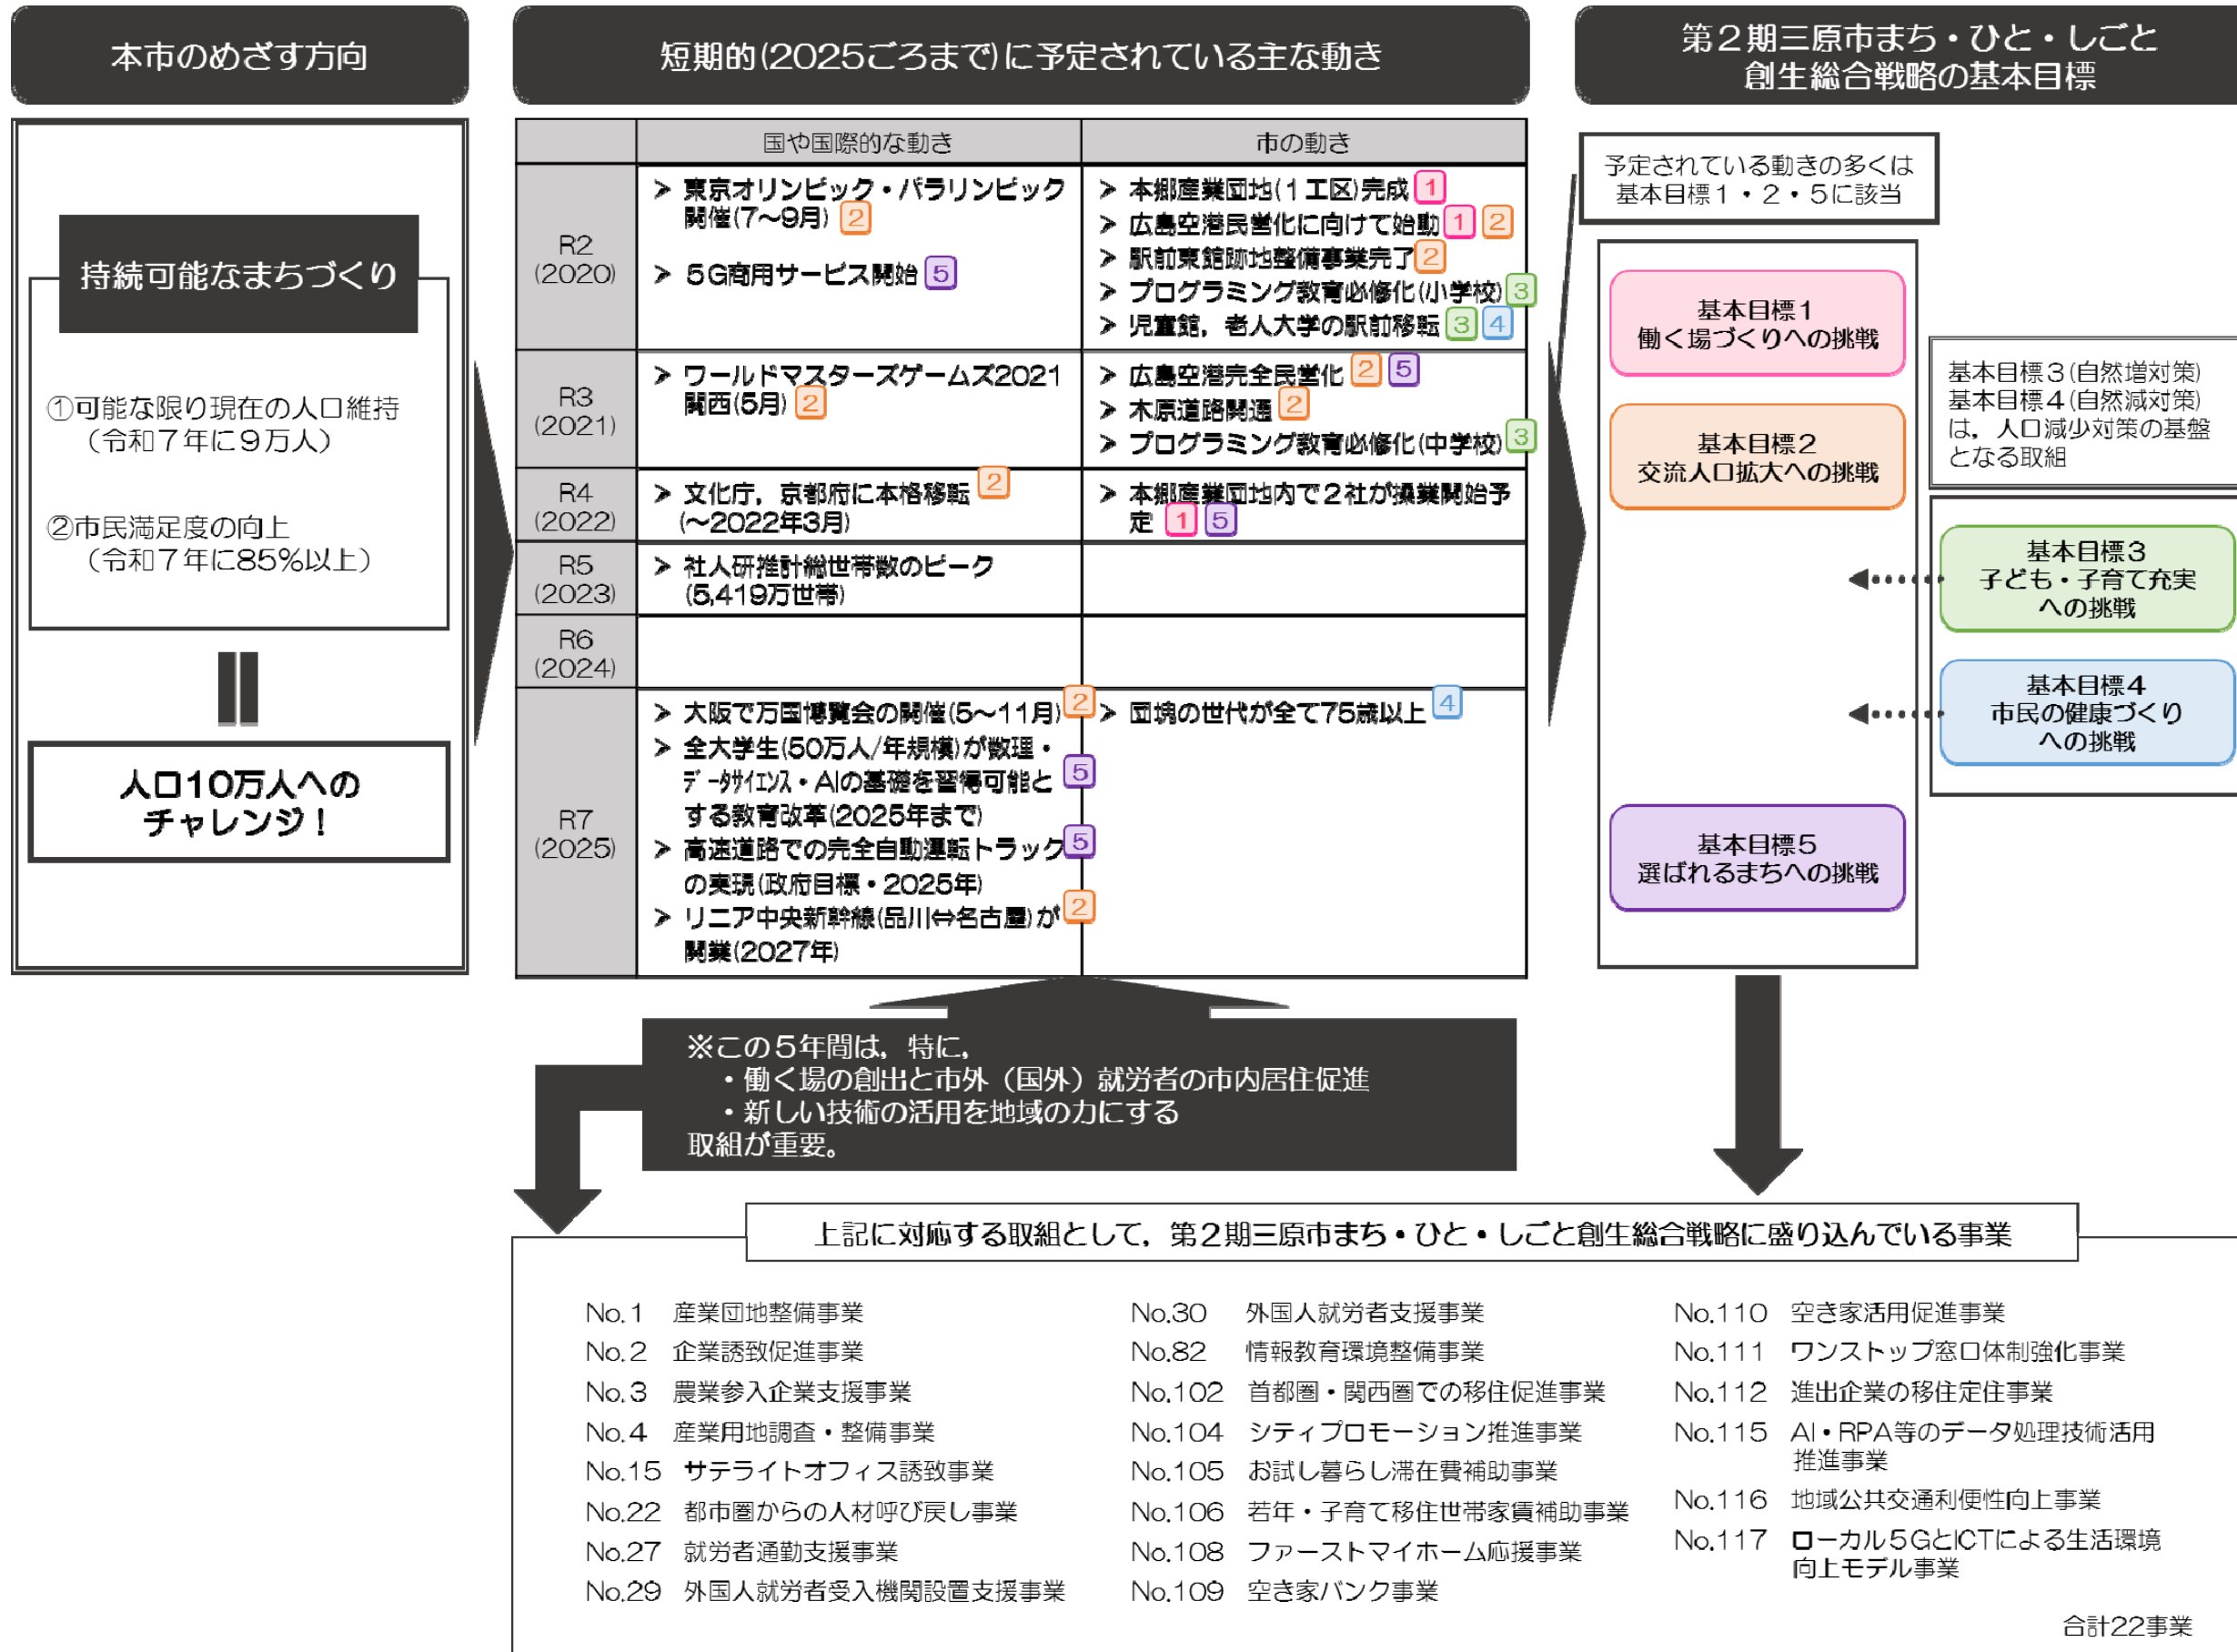 本市のめざす方向
持続可能なまちづくり
①可能な限り現在の人口維持
（令和７年に９万人）
②市民満足度の向上
（令和７年に85％以上）
人口10万人への
チャレンジ！
短期的(2025ごろまで)に予定されている主な動き
国や国際的な動き
市の動き
R2
(2020)
➢ 東京オリンピック・パラリンピック
開催(7～9月) 2
➢ 5G商用サービス開始 5
➢ 本郷産業団地(１工区)完成 1
➢ 広島空港民営化に向けて始動 1 2
➢ 駅前東館跡地整備事業完了 2
➢ プログラミング教育必修化(小学校) 3
➢ 児童館，老人大学の駅前移転 3 4
R3
(2021)
➢ ワールドマスターズゲームズ2021
関西(5月) 2
➢ 広島空港完全民営化 2 5
➢ 木原道路開通 2
➢ プログラミング教育必修化(中学校) 3
R4
(2022)
➢ 文化庁，京都府に本格移転 2
(～2022年3月)
➢ 本郷産業団地内で２社が操業開始予
定 1 5
R5
(2023)
➢ 社人研推計総世帯数のピーク
(5,419万世帯)
R6
(2024)
R7
(2025)
➢ 大阪で万国博覧会の開催(5～11月) 2
➢ 全大学生(50万人/年規模)が数理・
ﾃﾞｰﾀｻｲｴﾝｽ・AIの基礎を習得可能と 5
する教育改革(2025年まで)
➢ 高速道路での完全自動運転トラック 5
の実現(政府目標・2025年)
➢ リニア中央新幹線(品川⇔名古屋)が 2
開業(2027年)
➢ 団塊の世代が全て75歳以上 4
※この５年間は，特に，
・働く場の創出と市外（国外）就労者の市内居住促進
・新しい技術の活用を地域の力にする
取組が重要。
第２期三原市まち・ひと・しごと
創生総合戦略の基本目標
予定されている動きの多くは
基本目標１・２・５に該当
基本目標１
働く場づくりへの挑戦
基本目標２
交流人口拡大への挑戦
基本目標３(自然増対策)
基本目標４(自然減対策)
は，人口減少対策の基盤
となる取組
基本目標３
子ども・子育て充実
への挑戦
基本目標４
市民の健康づくり
への挑戦
基本目標５
選ばれるまちへの挑戦
上記に対応する取組として，第２期三原市まち・ひと・しごと創生総合戦略に盛り込んでいる事業
No.1 産業団地整備事業
No.2 企業誘致促進事業
No.3 農業参入企業支援事業
No.4 産業用地調査・整備事業
No.15 サテライトオフィス誘致事業
No.22 都市圏からの人材呼び戻し事業
No.27 就労者通勤支援事業
No.29 外国人就労者受入機関設置支援事業
No.30 外国人就労者支援事業
No.82 情報教育環境整備事業
No.102 首都圏・関西圏での移住促進事業
No.104 シティプロモーション推進事業
No.105 お試し暮らし滞在費補助事業
No.106 若年・子育て移住世帯家賃補助事業
No.108 ファーストマイホーム応援事業
No.109 空き家バンク事業
No.110 空き家活用促進事業
No.111 ワンストップ窓口体制強化事業
No.112 進出企業の移住定住事業
No.115 AI・RPA等のデータ処理技術活用
推進事業
No.116 地域公共交通利便性向上事業
No.117 ローカル５GとICTによる生活環境
向上モデル事業
合計22事業